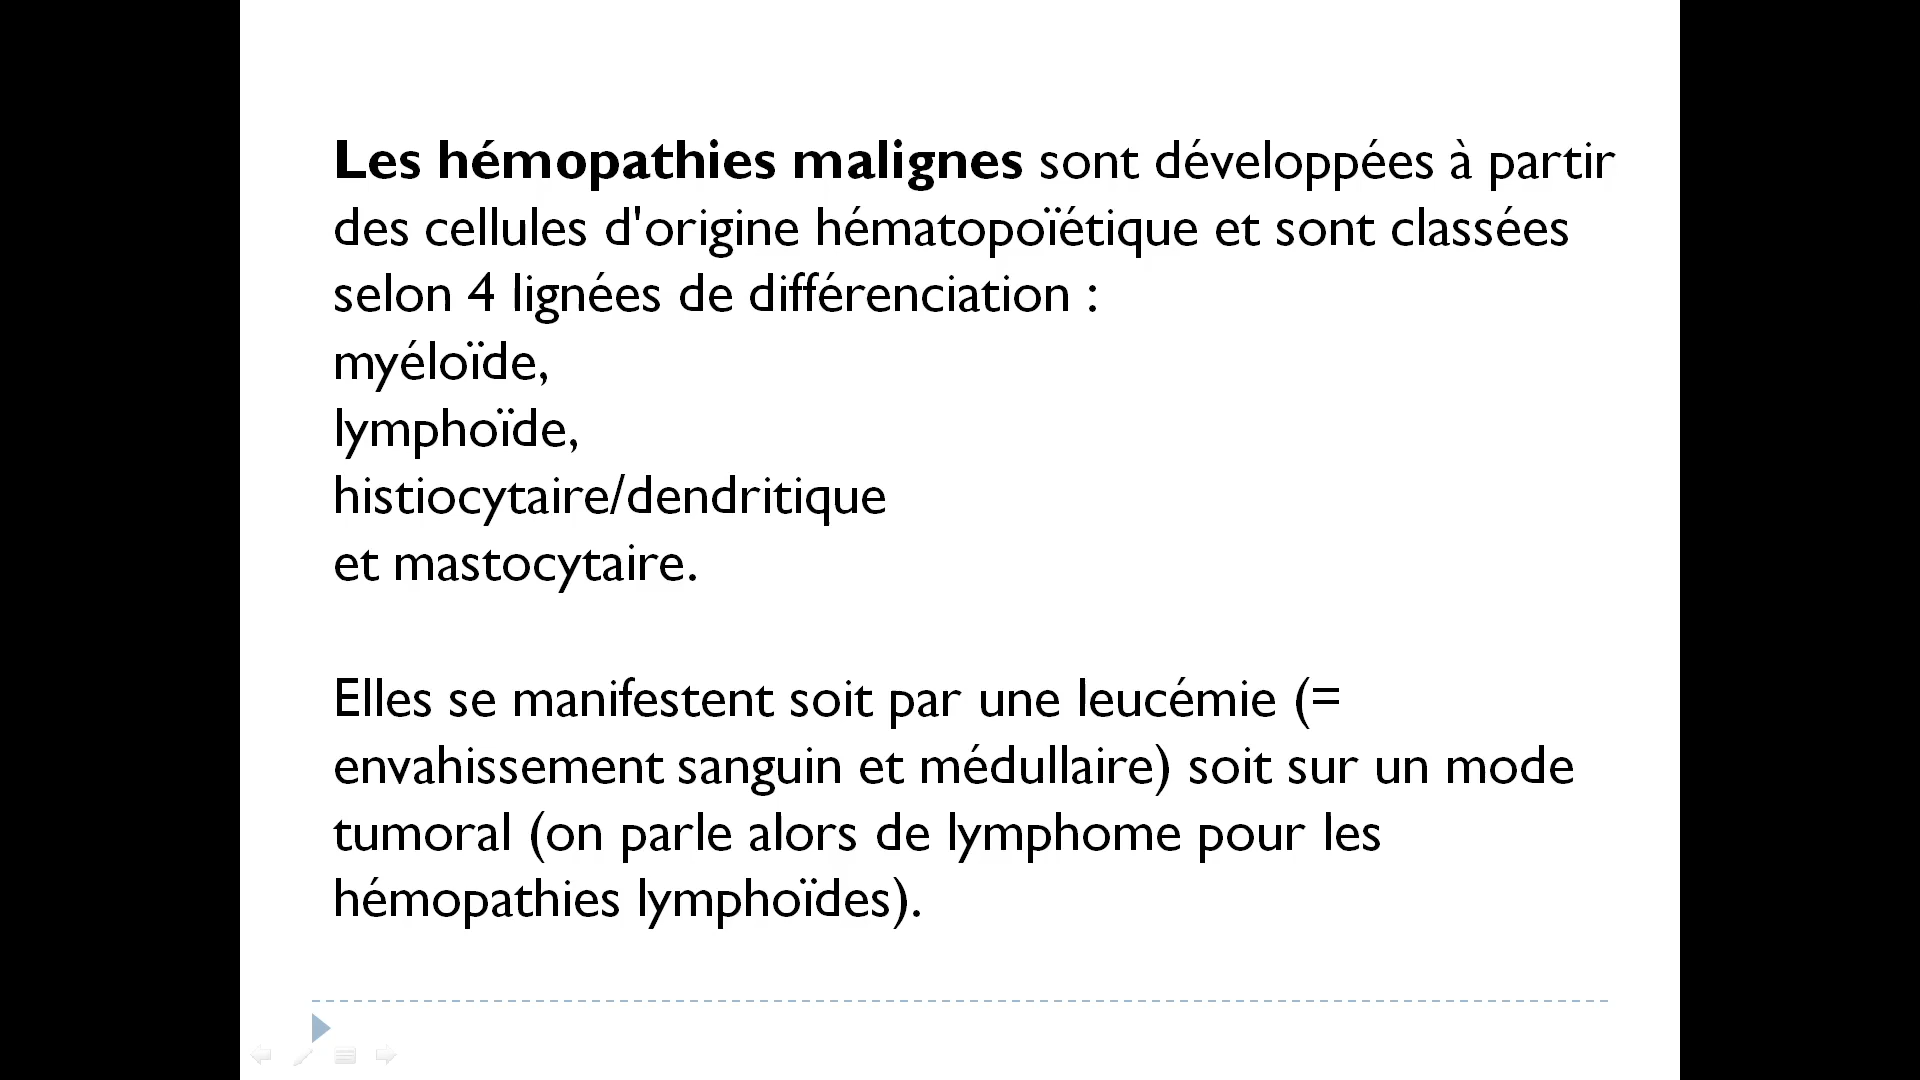 Les hémopathies malignes sont développées à partir
des cellules d'origine hématopoïétique et sont classées
selon 4 lignées de différenciation :
myéloïde,
lymphoïde,
histiocytaire/dendritique
et mastocytaire.
Elles se manifestent soit par une leucémie (=
envahissement sanguin et médullaire) soit sur un mode
tumoral (on parle alors de lymphome pour les
hémopathies lymphoïdes).